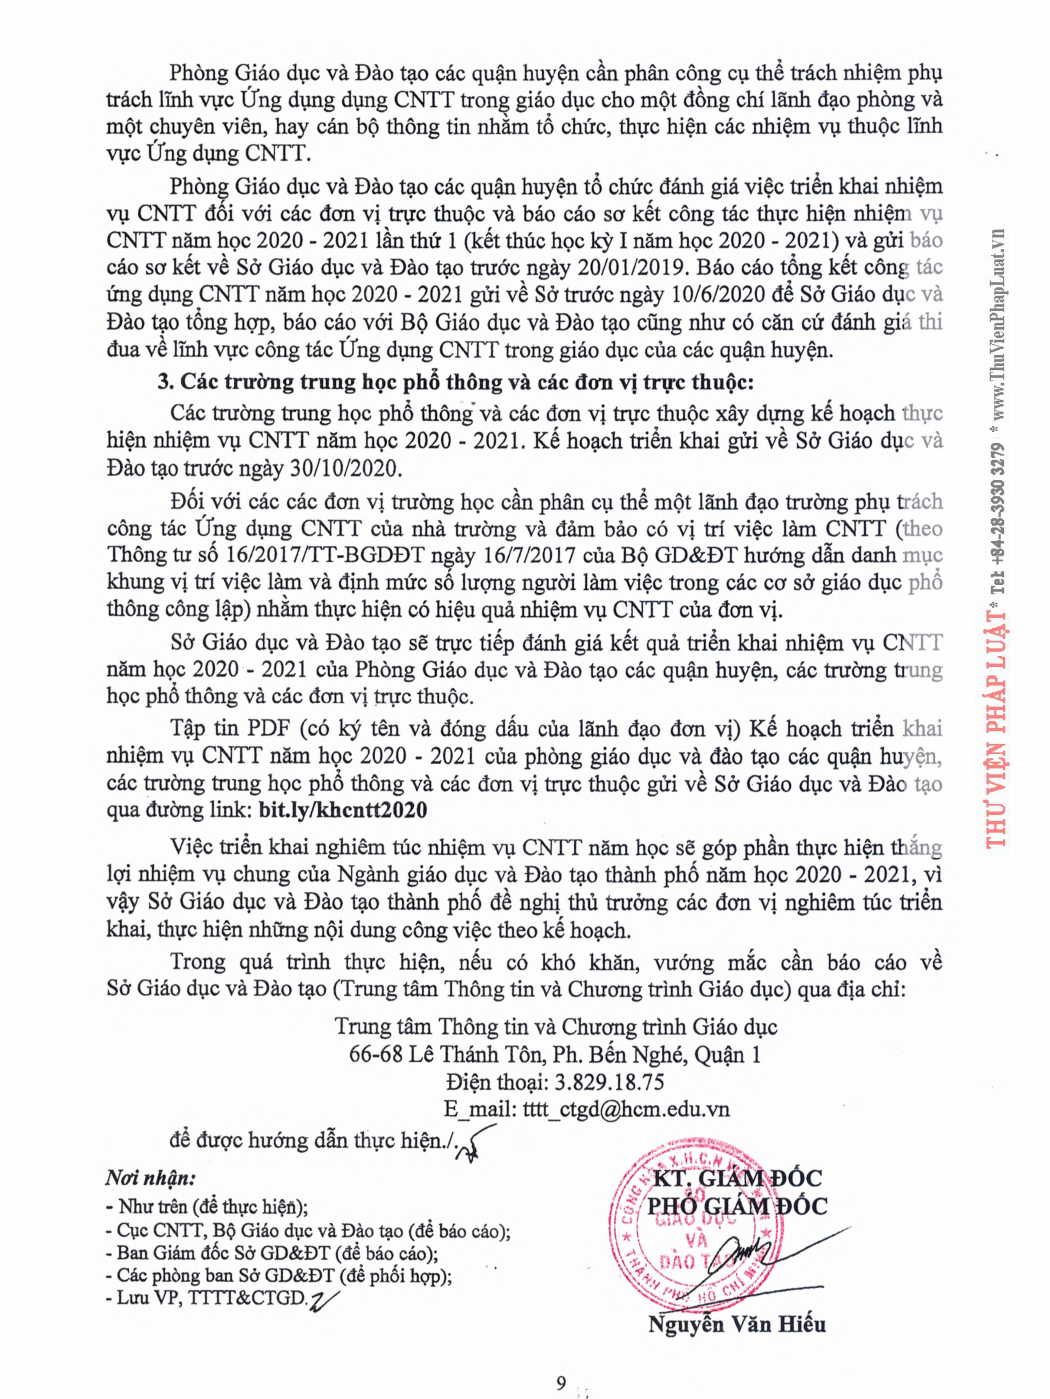 Phòng Giáo dục và Đào tạo các quận huyện cần phân công cụ thể trách nhiệm phụ
trách lĩnh vực Ứng dụng dụng CNTT trong giáo dục cho một đồng chí lãnh đạo phòng và
một chuyên viên, hay cán bộ thông tin nhằm tổ chức, thực hiện các nhiệm vụ thuộc lĩnh
vực Ứng dụng CNTT.
Phòng Giáo dục và Đào tạo các quận huyện tổ chức đánh giá việc triển khai nhiệm
vụ CNTT đối với các đơn vị trực thuộc và báo cáo sơ kết công tác thực hiện nhiệm vụ
CNTT năm học 2020 - 2021 lần thứ 1 (kết thúc học kỳ I năm học 2020 - 2021) và gửi báo
cáo sơ kết về Sở Giáo dục và Đào tạo trước ngày 20/01/2019. Báo cáo tổng kết công tác
ứng dụng CNTT năm học 2020 - 2021 gửi về Sở trước ngày 10/6/2020 để Sở Giáo dục và
Đào tạo tổng hợp, báo cáo với Bộ Giáo dục và Đào tạo cũng như có căn cứ đánh giá thi
đua về lĩnh vực công tác Ứng dụng CNTT trong giáo dục của các quận huyện.
3. Các trường trung học phổ thông và các đơn vị trực thuộc:
Các trường trung học phổ thông và các đơn vị trực thuộc xây dựng kế hoạch thực
hiện nhiệm vụ CNTT năm học 2020 - 2021. Kế hoạch triển khai gửi về Sở Giáo dục và
Đào tạo trước ngày 30/10/2020.
Đối với các các đơn vị trường học cần phân cụ thể một lãnh đạo trường phụ trách
công tác Ứng dụng CNTT của nhà trường và đảm bảo có vị trí việc làm CNTT (theo
Thông tư số 16/2017/TT-BGDĐT ngày 16/7/2017 của Bộ GD&ĐT hướng dẫn danh mục
khung vị trí việc làm và định mức số lượng người làm việc trong các cơ sở giáo dục phổ
thông công lập) nhằm thực hiện có hiệu quả nhiệm vụ CNTT của đơn vị.
Sở Giáo dục và Đào tạo sẽ trực tiếp đánh giá kết quả triển khai nhiệm vụ CNTT
năm học 2020 - 2021 của Phòng Giáo dục và Đào tạo các quận huyện, các trường trung
học phổ thông và các đơn vị trực thuộc.
Tập tin PDF (có ký tên và đóng dấu của lãnh đạo đơn vị) Kế hoạch triển khai
nhiệm vụ CNTT năm học 2020 - 2021 của phòng giáo dục và đào tạo các quận huyện,
các trường trung học phổ thông và các đơn vị trực thuộc gửi về Sở Giáo dục và Đào tạo
qua đường link: bit.ly/khcntt2020
Việc triển khai nghiêm túc nhiệm vụ CNTT năm học sẽ góp phần thực hiện thắng
lợi nhiệm vụ chung của Ngành giáo dục và Đào tạo thành phố năm học 2020 - 2021, vì
vậy Sở Giáo dục và Đào tạo thành phố đề nghị thủ trưởng các đơn vị nghiêm túc triển
khai, thực hiện những nội dung công việc theo kế hoạch.
Trong quá trình thực hiện, nếu có khó khăn, vướng mắc cần báo cáo về
Sở Giáo dục và Đào tạo (Trung tâm Thông tin và Chương trình Giáo dục) qua địa chỉ:
Trung tâm Thông tin và Chương trình Giáo dục
66-68 Lê Thánh Tôn, Ph. Bến Nghé, Quận 1
Điện thoại: 3.829.18.75
E_mail: tttt_ctgd@hcm.edu.vn
để được hướng dẫn thực hiện./.
Nơi nhận:
- Như trên (để thực hiện);
- Cục CNTT, Bộ Giáo dục và Đào tạo (để báo cáo);
- Ban Giám đốc Sở GD&ĐT (để báo cáo);
- Các phòng ban Sở GD&ĐT (để phối hợp);
- Lưu VP, TTTT&CTGD.
KT. GIÁM ĐỐC
PHÓ GIÁM ĐỐC
SỞ
GIÁO DỤC
VÀ
ĐÀO TẠO
THÀNH PHỐ HỒ CHÍ MINH
Nguyễn Văn Hiếu
9
THƯ VIỆN PHÁP LUẬT * Tel: +84-28-3930 3279 * www.ThuVienPhapLuat.vn